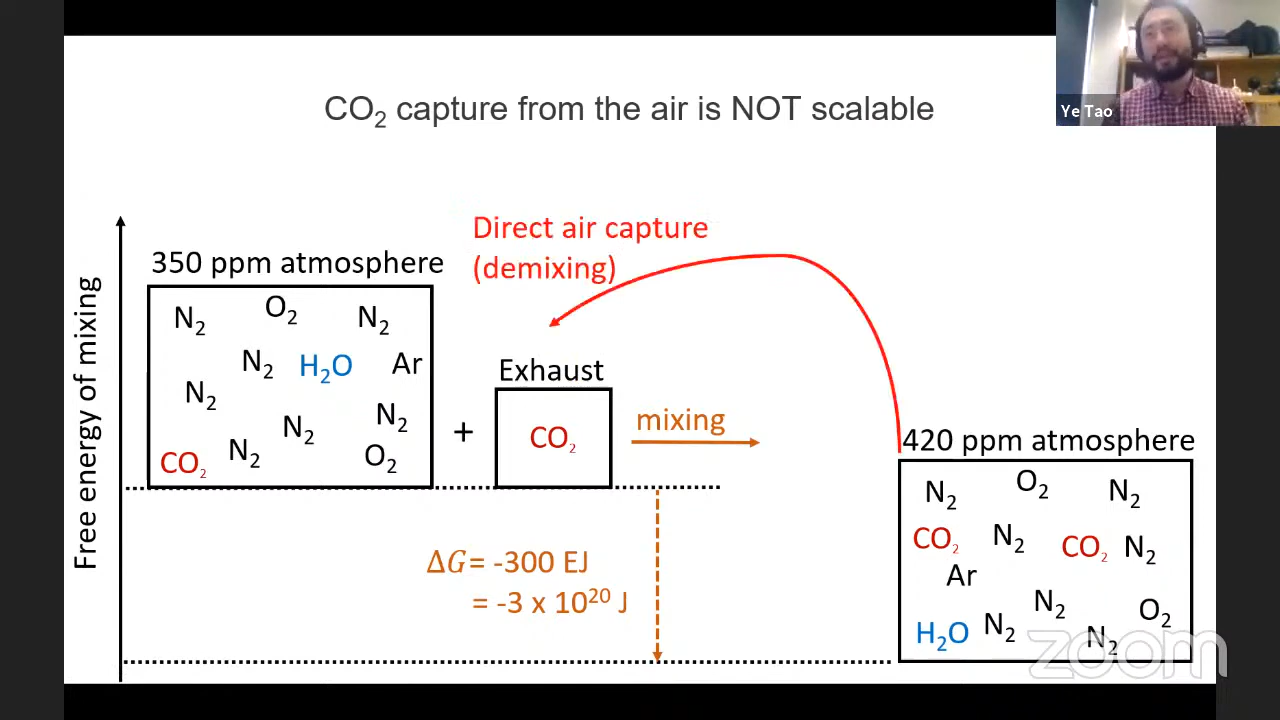 Ye Tao
CO₂ capture from the air is NOT scalable
Free energy of mixing
350 ppm atmosphere
N₂ O₂ N₂
N₂ H₂O Ar
N₂
N₂ N₂
CO₂ N₂ O₂
+
Exhaust
CO₂
Direct air capture
(demixing)
mixing
ΔG = -300 EJ
= -3 x 10²⁰ J
420 ppm atmosphere
N₂ O₂ N₂
CO₂ N₂ CO₂ N₂
Ar
N₂ O₂
H₂O N₂ N₂
zoom